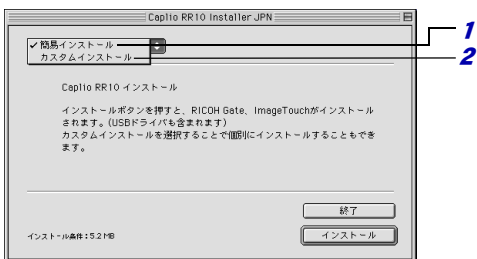 Caplio RR10 Installer JPN
✓簡易インストール
カスタムインストール
1
2
Caplio RR10 インストール
インストールボタンを押すと、RICOH Gate、ImageTouchがインストール
されます。(USBドライバも含まれます)
カスタムインストールを選択することで個別にインストールすることもでき
ます。
終了
インストール条件:5.2 MB
インストール